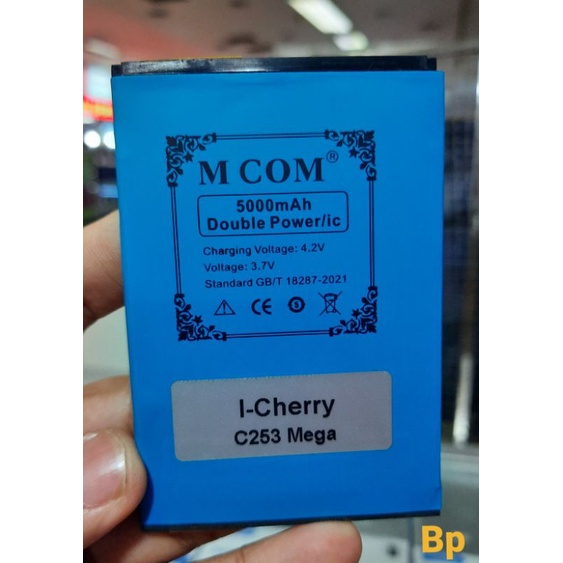 M COM®
5000mAh
Double Power/ic
Charging Voltage: 4.2V
Voltage: 3.7V
Standard GB/T 18287-2021
CE
I-Cherry
C253 Mega
Bp